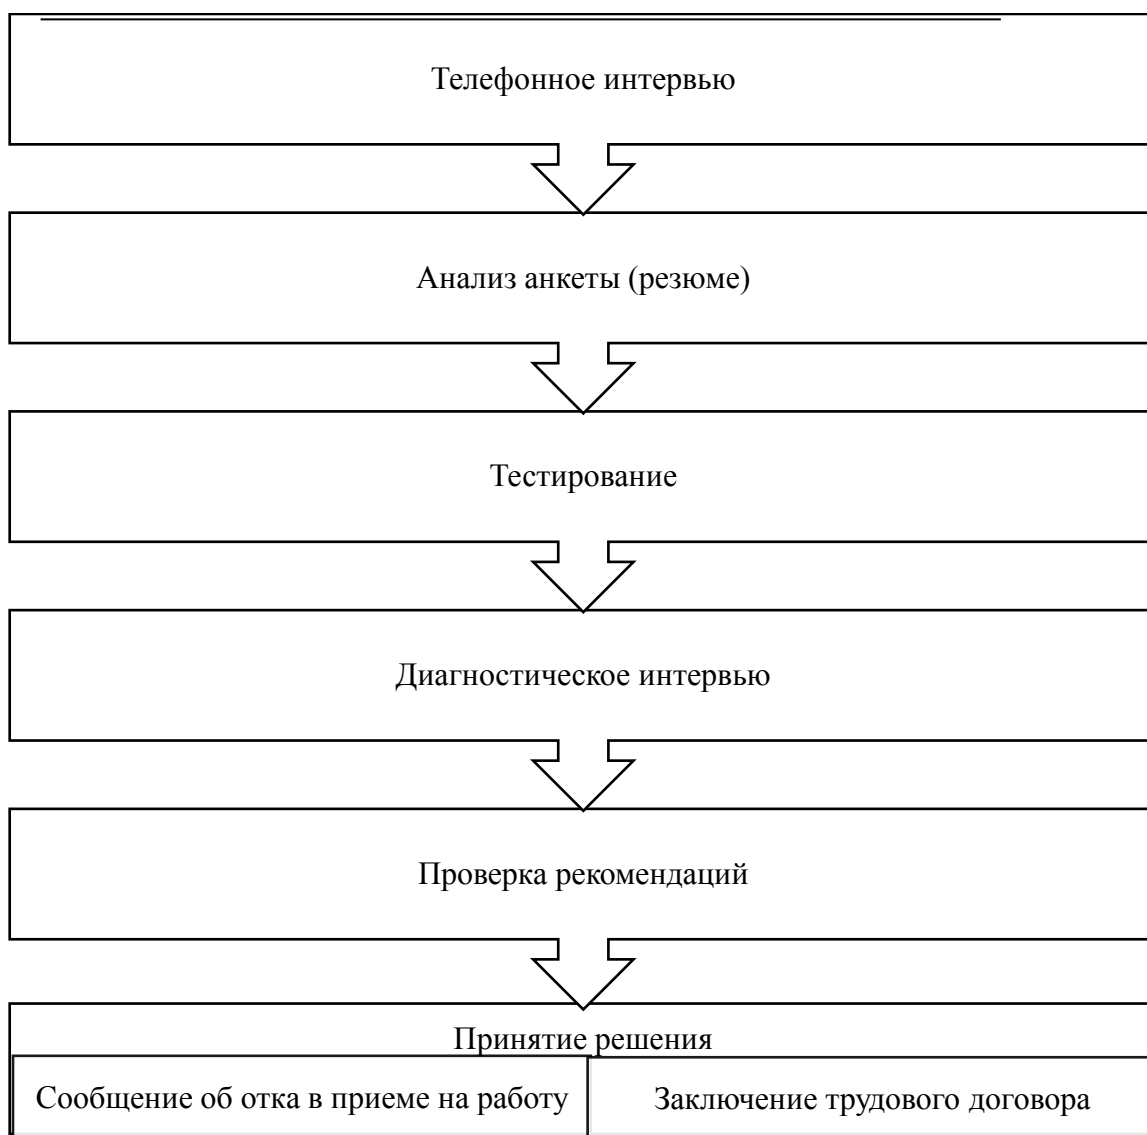 Телефонное интервью
Анализ анкеты (резюме)
Тестирование
Диагностическое интервью
Проверка рекомендаций
Принятие решения
Сообщение об отка в приеме на работу
Заключение трудового договора